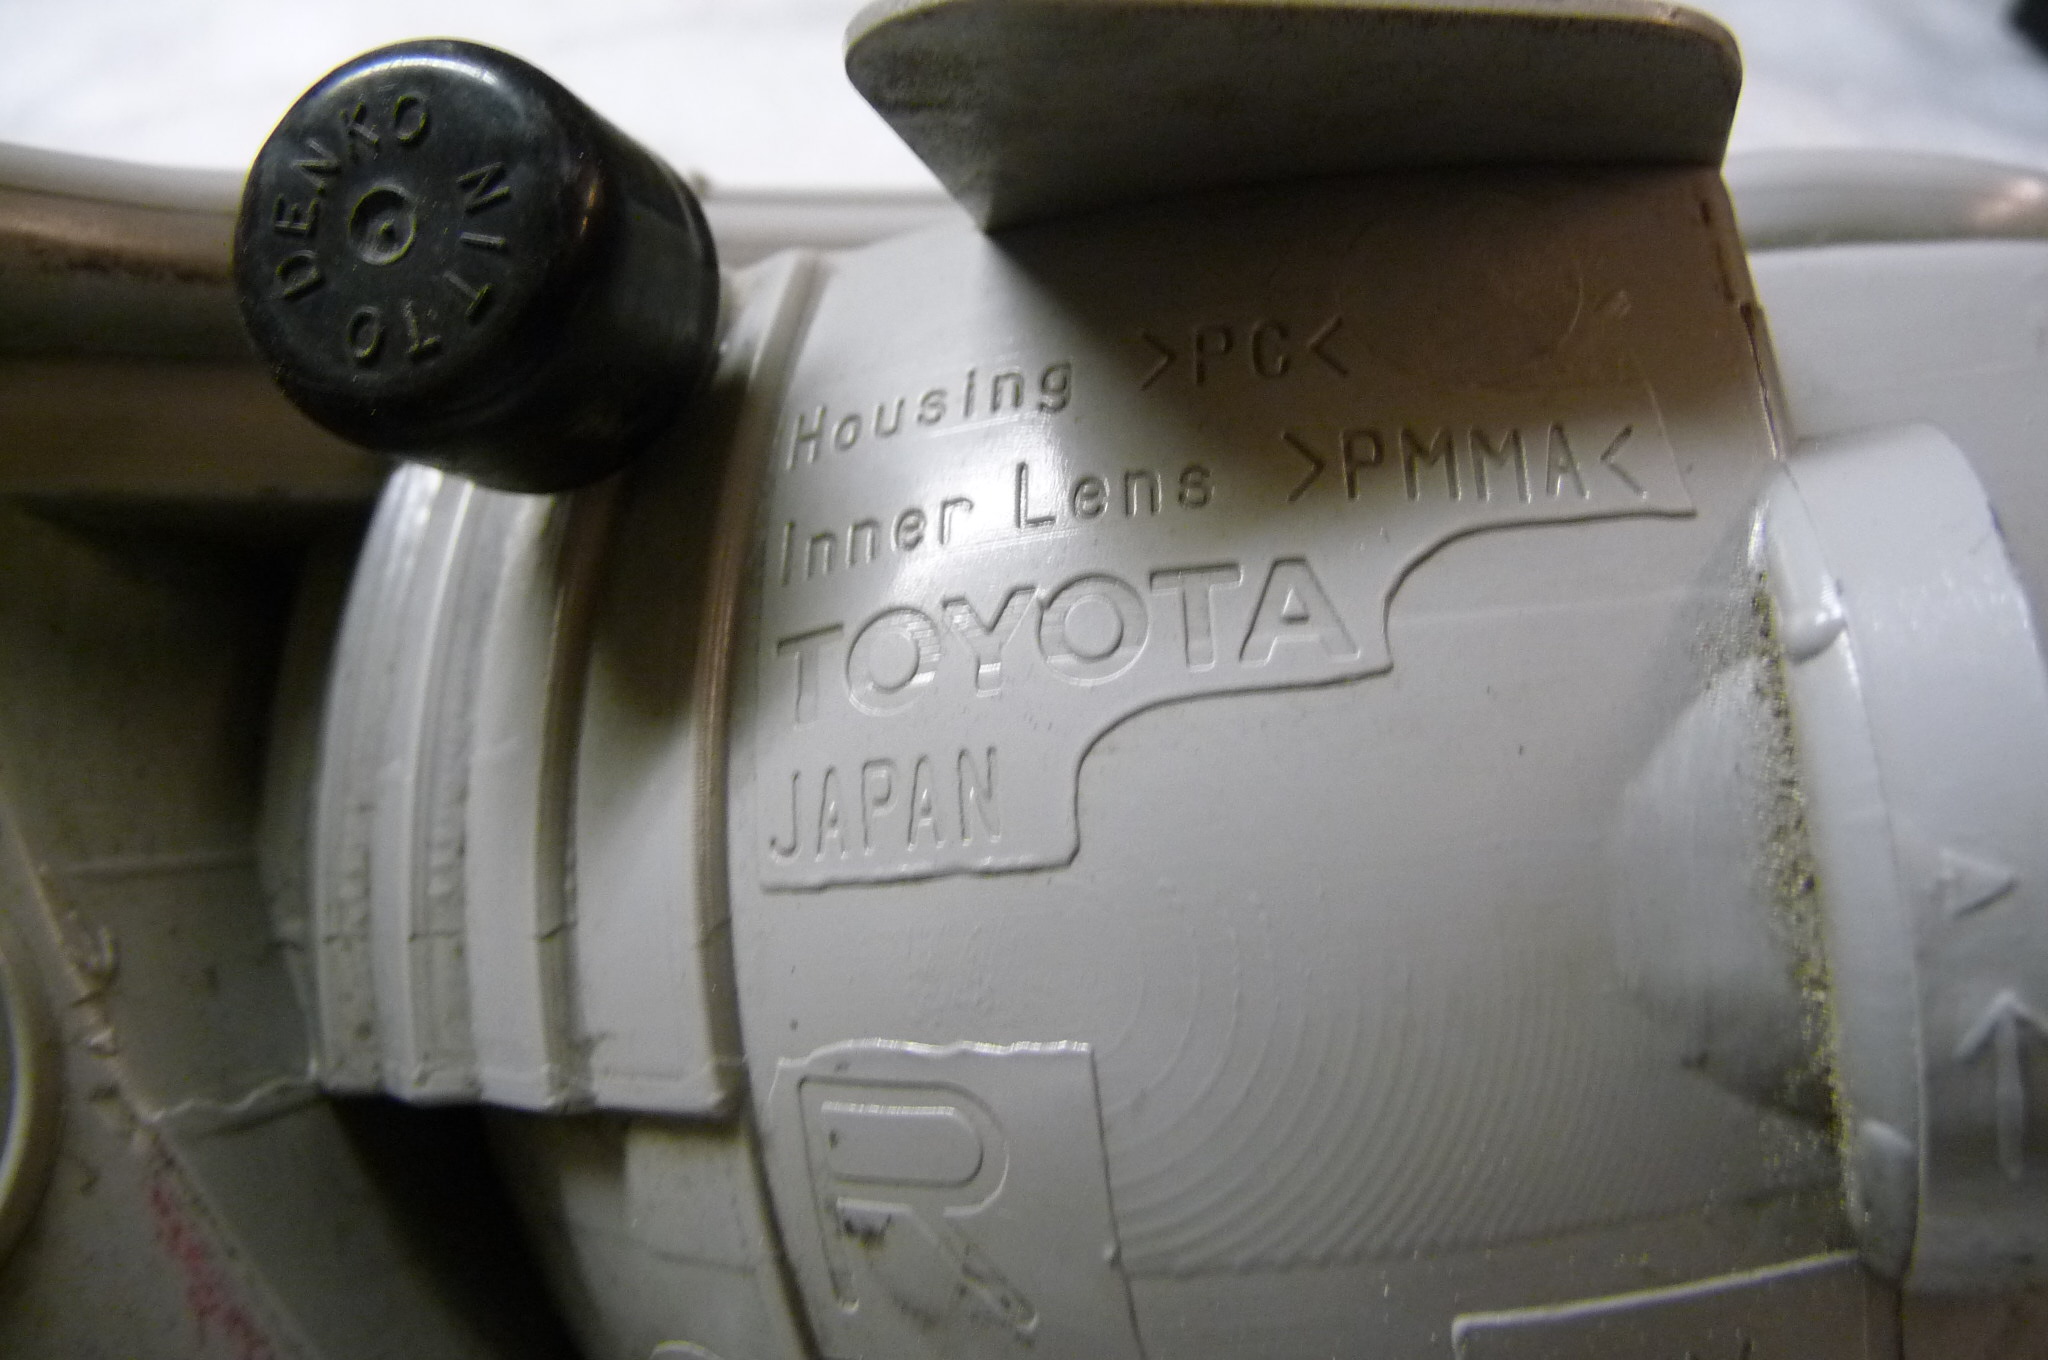 NITTO DENKO
Housing >PC<
Inner Lens >PMMA<
TOYOTA
JAPAN
R